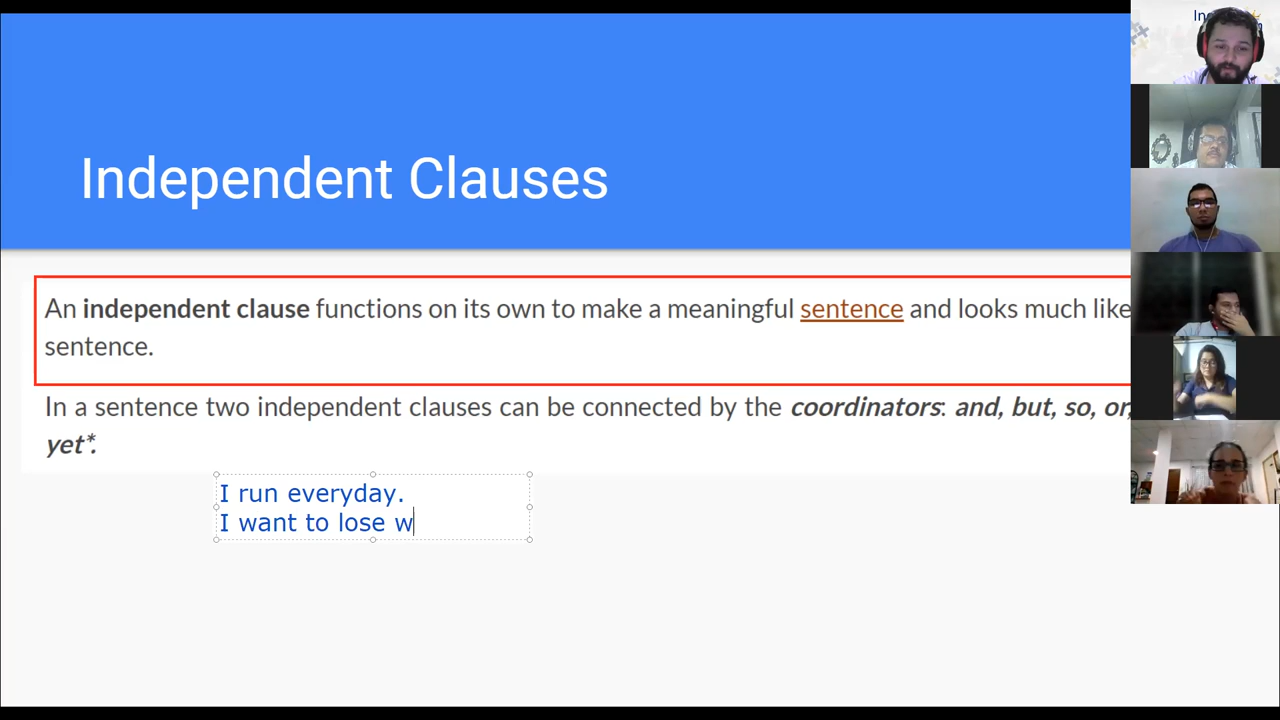 Independent Clauses
An independent clause functions on its own to make a meaningful sentence and looks much like
sentence.
In a sentence two independent clauses can be connected by the coordinators: and, but, so, or,
yet*.
I run everyday.
I want to lose w